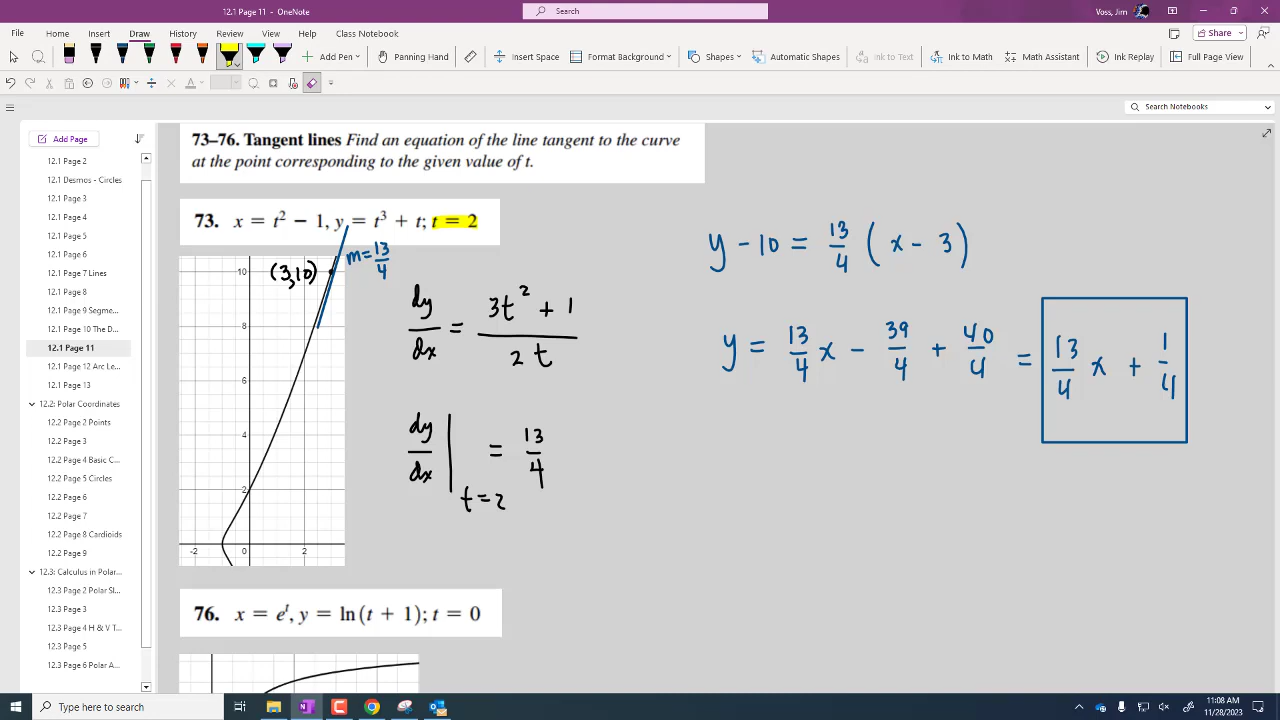 12.1 Page 11 - OneNote
Search
Voss, Jim
File Home Insert Draw History Review View Help Class Notebook
Share
Add Pen
Panning Hand
Insert Space
Format Background
Shapes
Automatic Shapes
Ink to Math
Math Assistant
Ink Replay
Full Page View
Search Notebooks
Add Page
12.1 Page 2
12.1 Desmos - Circles
12.1 Page 3
12.1 Page 4
12.1 Page 5
12.1 Page 6
12.1 Page 7 Lines
12.1 Page 8
12.1 Page 9 Segme...
12.1 Page 10 The D...
12.1 Page 11
12.1 Page 12 Arc Le...
12.1 Page 13
12.2: Polar Coordinates
12.2 Page 2 Points
12.2 Page 3
12.2 Page 4 Basic C...
12.2 Page 5 Circles
12.2 Page 6
12.2 Page 7
12.2 Page 8 Cardioids
12.2 Page 9
12.3: Calculus in Polar...
12.3 Page 2 Polar Sl...
12.3 Page 3
12.3 Page 4 H & V T...
12.3 Page 5
12.3 Page 6 Polar A...
73–76. Tangent lines Find an equation of the line tangent to the curve
at the point corresponding to the given value of t.
73. x = t² − 1, y = t³ + t; t = 2
m = 13/4
(3,10)
10
8
6
4
2
-2 0 2
dy/dx = (3t² + 1)/(2t)
dy/dx | t=2 = 13/4
y - 10 = 13/4 (x - 3)
y = 13/4 x - 39/4 + 40/4 = 13/4 x + 1/4
76. x = eᵗ, y = ln (t + 1); t = 0
Type here to search
11:08 AM
11/28/2023